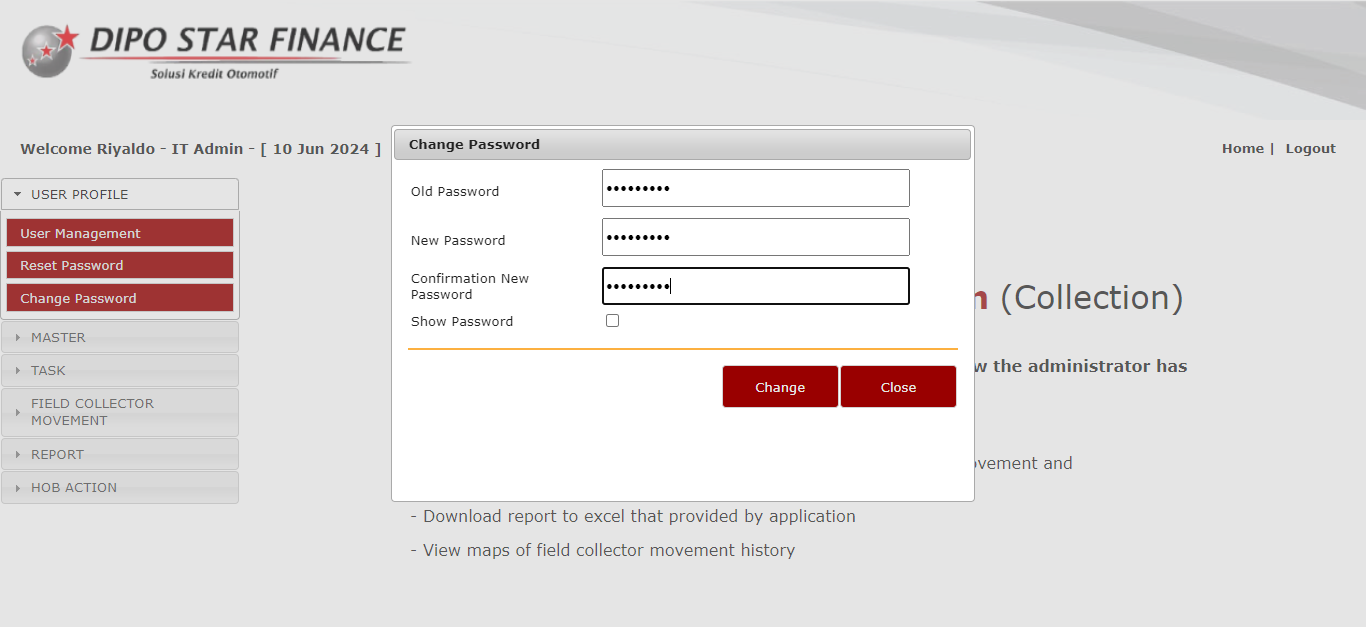 DIPO STAR FINANCE
Solusi Kredit Otomotif
Welcome Riyaldo - IT Admin - [ 10 Jun 2024 ]
Home | Logout
USER PROFILE
User Management
Reset Password
Change Password
MASTER
TASK
FIELD COLLECTOR
MOVEMENT
REPORT
HOB ACTION
Change Password
Old Password •••••••••
New Password •••••••••
Confirmation New
Password •••••••••
Show Password
Change Close
(Collection)
the administrator has
and
- Download report to excel that provided by application
- View maps of field collector movement history